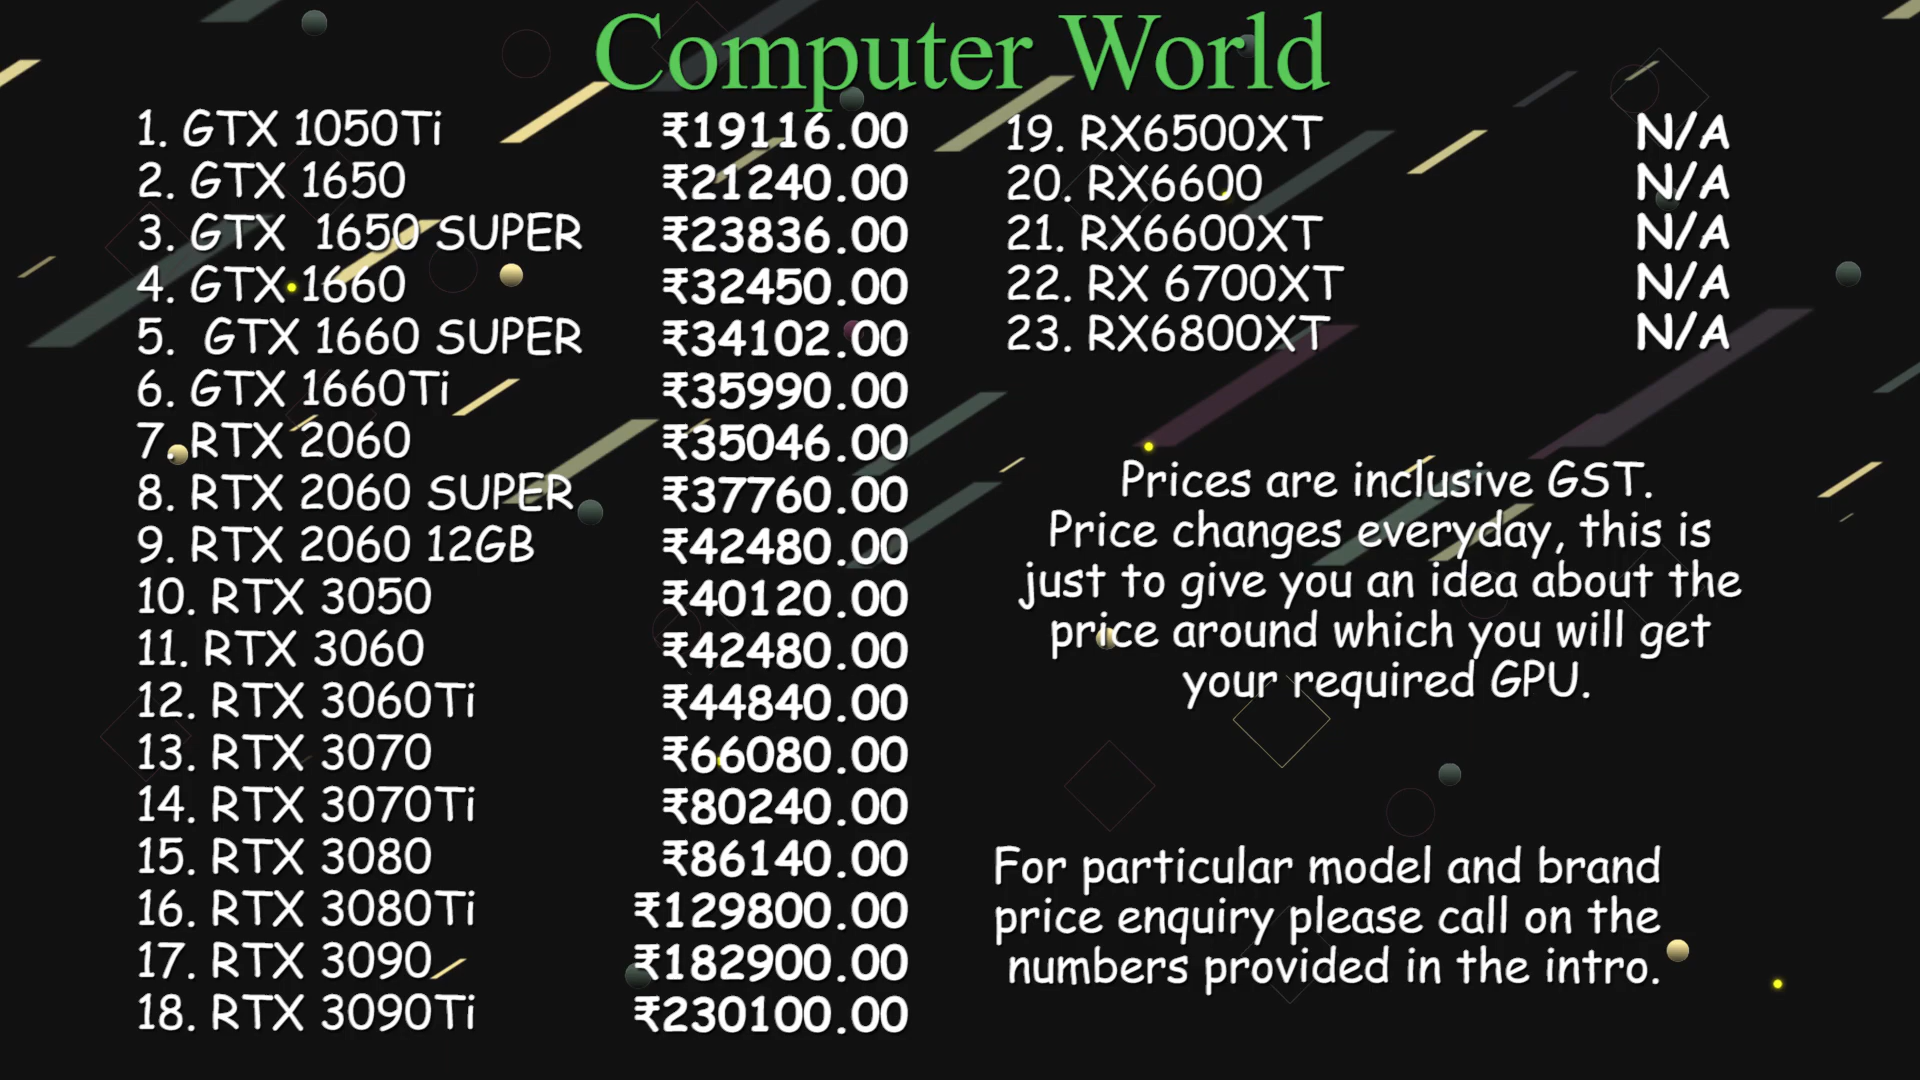 Computer World
1. GTX 1050Ti ₹19116.00
2. GTX 1650 ₹21240.00
3. GTX 1650 SUPER ₹23836.00
4. GTX 1660 ₹32450.00
5. GTX 1660 SUPER ₹34102.00
6. GTX 1660Ti ₹35990.00
7. RTX 2060 ₹35046.00
8. RTX 2060 SUPER ₹37760.00
9. RTX 2060 12GB ₹42480.00
10. RTX 3050 ₹40120.00
11. RTX 3060 ₹42480.00
12. RTX 3060Ti ₹44840.00
13. RTX 3070 ₹66080.00
14. RTX 3070Ti ₹80240.00
15. RTX 3080 ₹86140.00
16. RTX 3080Ti ₹129800.00
17. RTX 3090 ₹182900.00
18. RTX 3090Ti ₹230100.00
19. RX6500XT N/A
20. RX6600 N/A
21. RX6600XT N/A
22. RX 6700XT N/A
23. RX6800XT N/A
Prices are inclusive GST.
Price changes everyday, this is
just to give you an idea about the
price around which you will get
your required GPU.
For particular model and brand
price enquiry please call on the
numbers provided in the intro.